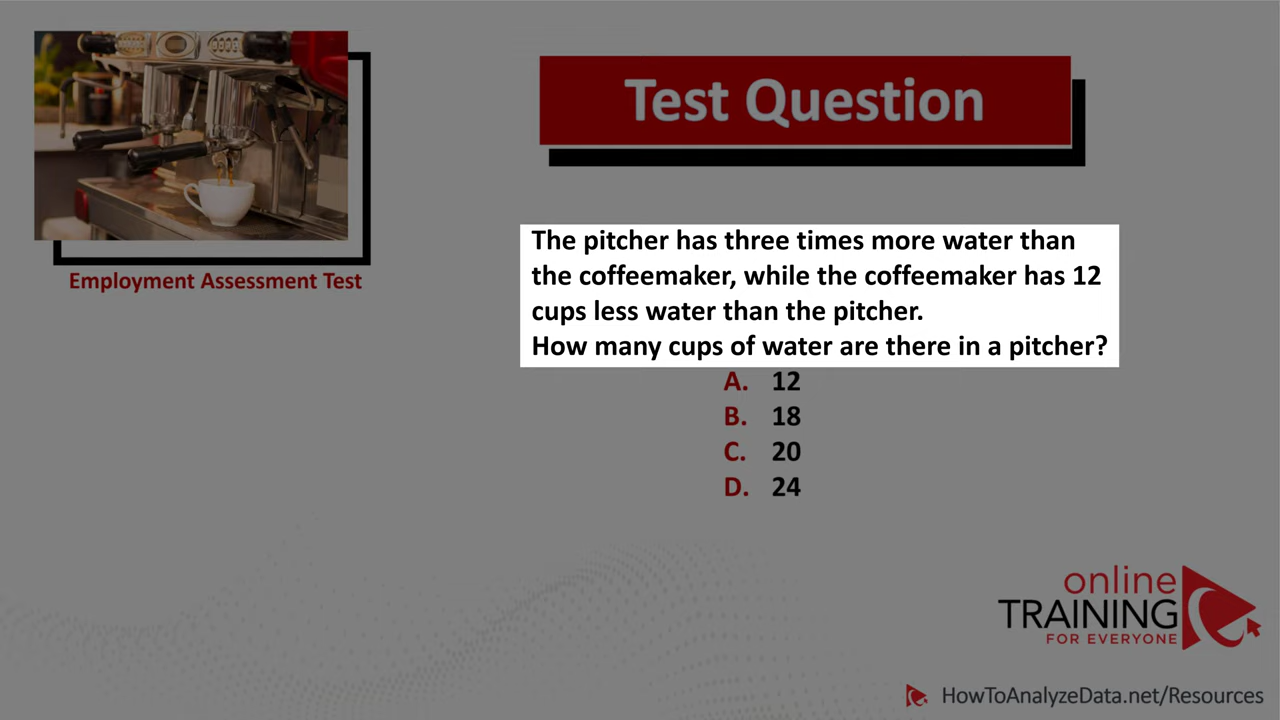 Test Question
Employment Assessment Test
The pitcher has three times more water than
the coffeemaker, while the coffeemaker has 12
cups less water than the pitcher.
How many cups of water are there in a pitcher?
A. 12
B. 18
C. 20
D. 24
online
TRAINING
FOR EVERYONE
HowToAnalyzeData.net/Resources